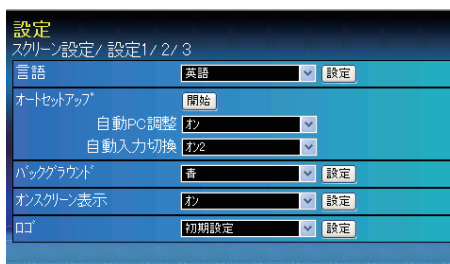 設定
スクリーン設定/ 設定1/ 2/ 3
言語 英語 設定
オートセットアップ 開始
自動PC調整 オン
自動入力切換 オン2
バックグラウンド 青 設定
オンスクリーン表示 オン 設定
ロゴ 初期設定 設定